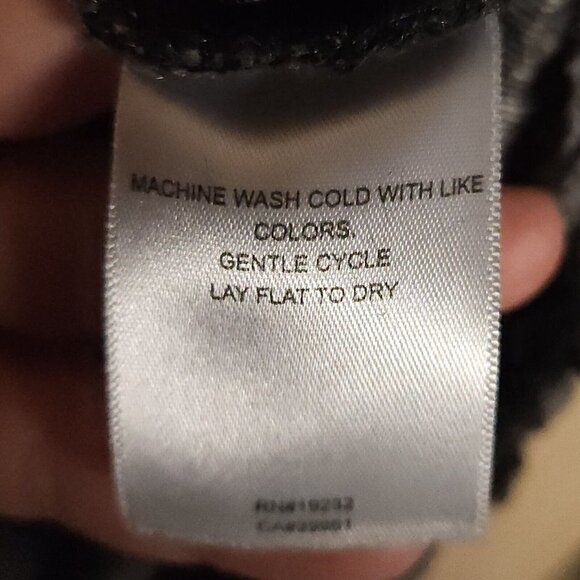 MACHINE WASH COLD WITH LIKE
COLORS.
GENTLE CYCLE
LAY FLAT TO DRY